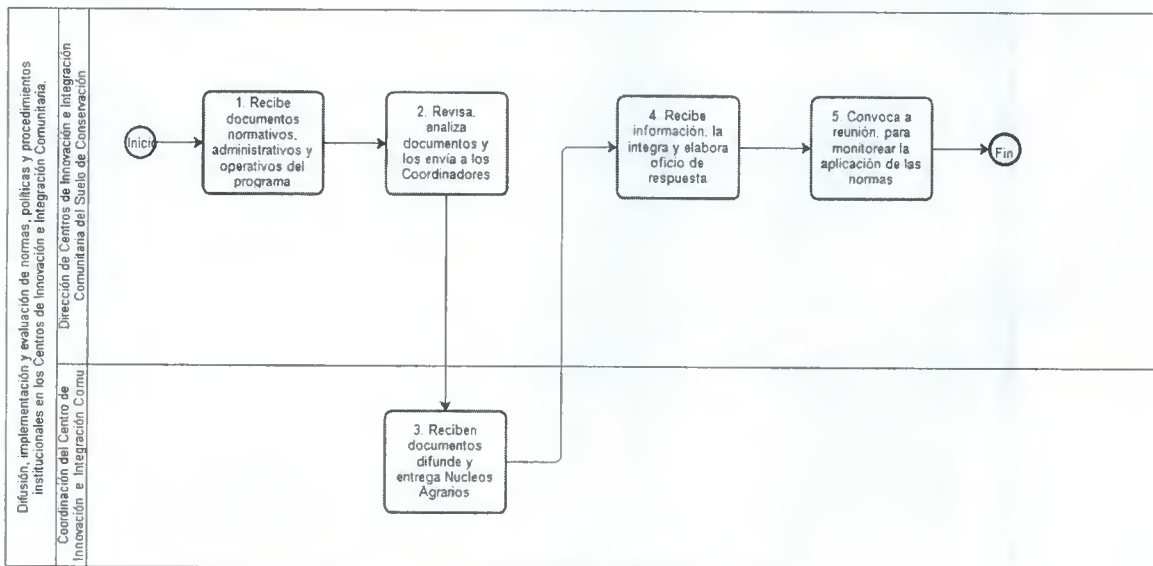 Difusión, implementación y evaluación de normas, políticas y procedimientos
institucionales en los Centros de Innovación e Integración Comunitaria.
Dirección de Centros de Innovación e Integración
Comunitaria del Suelo de Conservación
Inicio
1. Recibe
documentos
normativos,
administrativos y
operativos del
programa
2. Revisa,
analiza
documentos y
los envía a los
Coordinadores
4. Recibe
información, la
integra y elabora
oficio de
respuesta
5. Convoca a
reunión, para
monitorear la
aplicación de las
normas
Fin
Coordinación del Centro de
Innovación e Integración Comu
3. Reciben
documentos
difunde y
entrega Nucleos
Agrarios